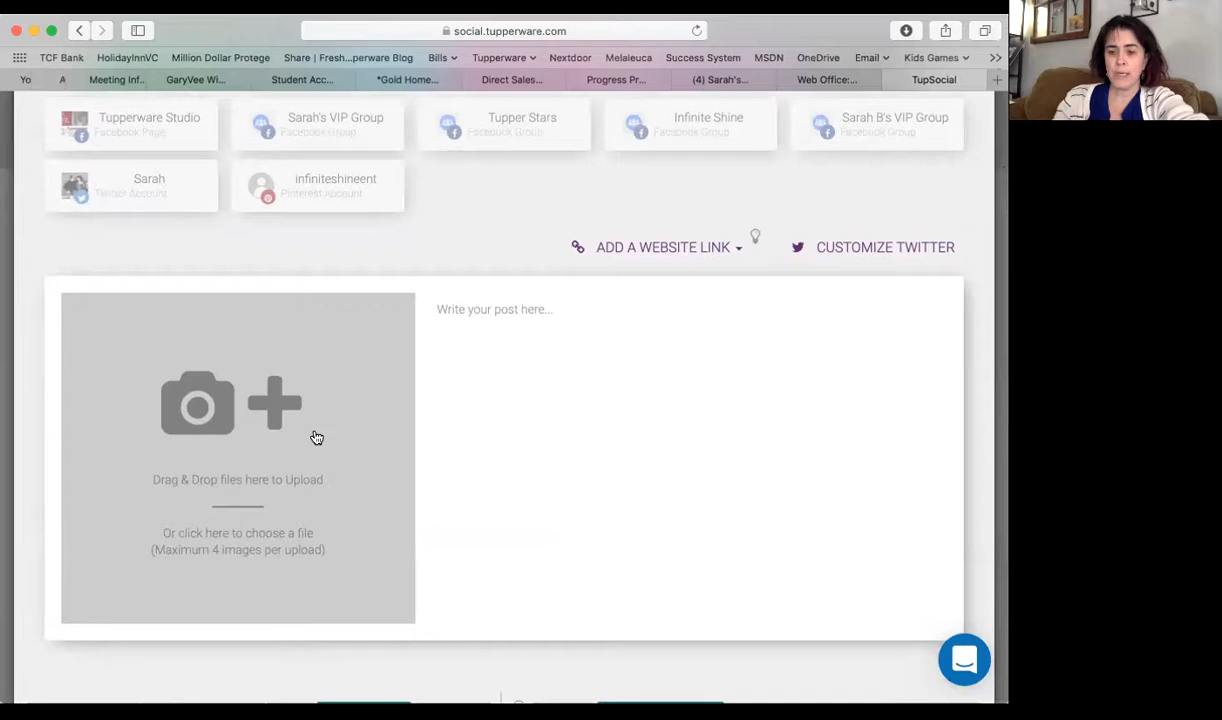 social.tupperware.com
TCF Bank HolidayInnVC Million Dollar Protege Share | Fresh...perware Blog Bills Tupperware Nextdoor Melaleuca Success System MSDN OneDrive Email Kids Games
Yo A Meeting Inf... GaryVee Wi... Student Acc... *Gold Home... Direct Sales... Progress Pr... (4) Sarah's... Web Office:... TupSocial
Tupperware Studio Sarah's VIP Group Tupper Stars Infinite Shine Sarah B's VIP Group
Facebook Page Facebook Group Facebook Group Facebook Group Facebook Group
Sarah infiniteshineent
Twitter Account Pinterest Account
ADD A WEBSITE LINK CUSTOMIZE TWITTER
Write your post here...
Drag & Drop files here to Upload
Or click here to choose a file
(Maximum 4 images per upload)